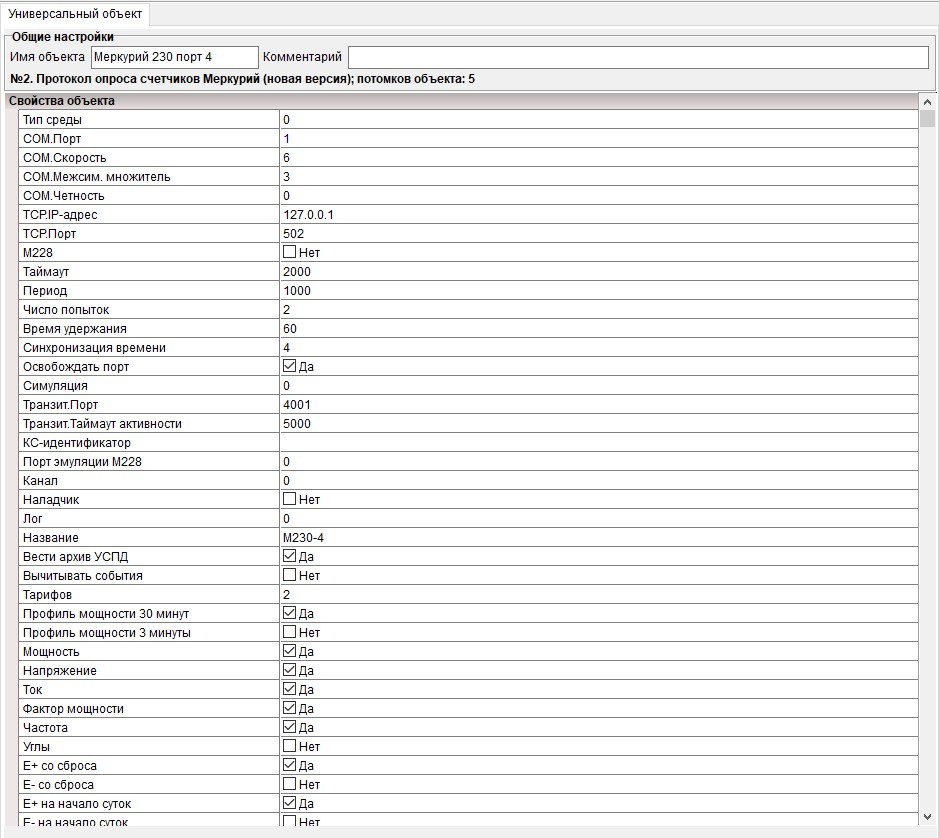 Универсальный объект
Общие настройки
Имя объекта Меркурий 230 порт 4 Комментарий
№2. Протокол опроса счетчиков Меркурий (новая версия); потомков объекта: 5
Свойства объекта
Тип среды 0
COM.Порт 1
COM.Скорость 6
COM.Межсим. множитель 3
COM.Четность 0
TCP.IP-адрес 127.0.0.1
TCP.Порт 502
M228 Нет
Таймаут 2000
Период 1000
Число попыток 2
Время удержания 60
Синхронизация времени 4
Освобождать порт Да
Симуляция 0
Транзит.Порт 4001
Транзит.Таймаут активности 5000
КС-идентификатор
Порт эмуляции М228 0
Канал 0
Наладчик Нет
Лог 0
Название М230-4
Вести архив УСПД Да
Вычитывать события Нет
Тарифов 2
Профиль мощности 30 минут Да
Профиль мощности 3 минуты Нет
Мощность Да
Напряжение Да
Ток Да
Фактор мощности Да
Частота Да
Углы Нет
E+ со сброса Да
E- со сброса Нет
E+ на начало суток Да
E- на начало суток Нет